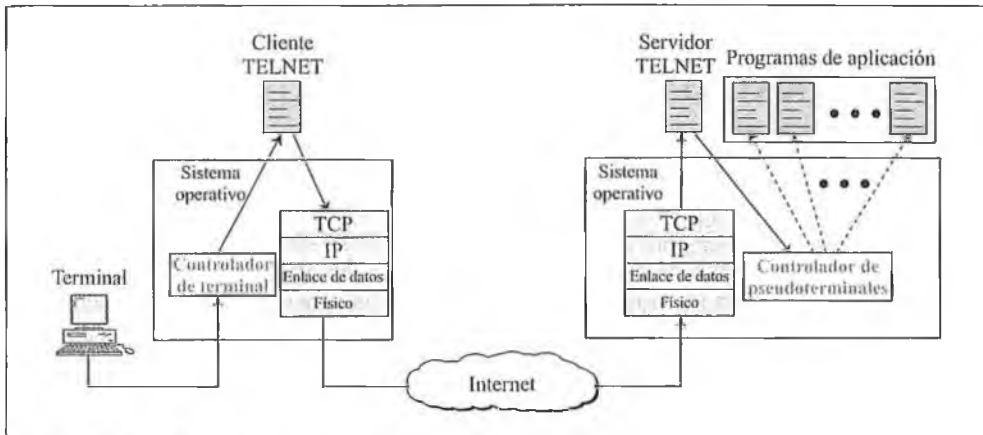 Cliente
TELNET
Servidor
TELNET
Programas de aplicación
Sistema
operativo
TCP
IP
Enlace de datos
Físico
Controlador
de terminal
Terminal
Internet
Sistema
operativo
TCP
IP
Enlace de datos
Físico
Controlador de
pseudoterminales